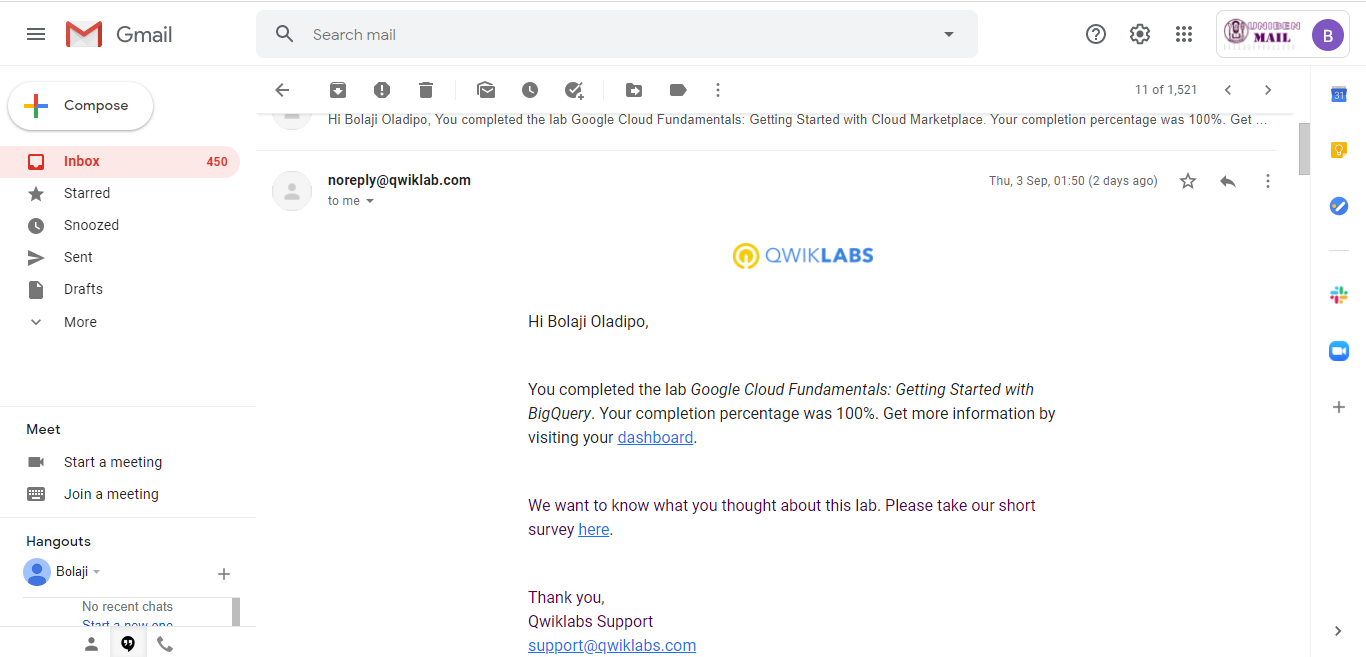 Gmail
Search mail
UNIBEN
MAIL
B
Compose
11 of 1,521
31
Hi Bolaji Oladipo, You completed the lab Google Cloud Fundamentals: Getting Started with Cloud Marketplace. Your completion percentage was 100%. Get ...
Inbox 450
Starred
Snoozed
Sent
Drafts
More
Meet
Start a meeting
Join a meeting
Hangouts
Bolaji
No recent chats
Start a new one
noreply@qwiklab.com
Thu, 3 Sep, 01:50 (2 days ago)
to me
QWIKLABS
Hi Bolaji Oladipo,
You completed the lab Google Cloud Fundamentals: Getting Started with
BigQuery. Your completion percentage was 100%. Get more information by
visiting your dashboard.
We want to know what you thought about this lab. Please take our short
survey here.
Thank you,
Qwiklabs Support
support@qwiklabs.com